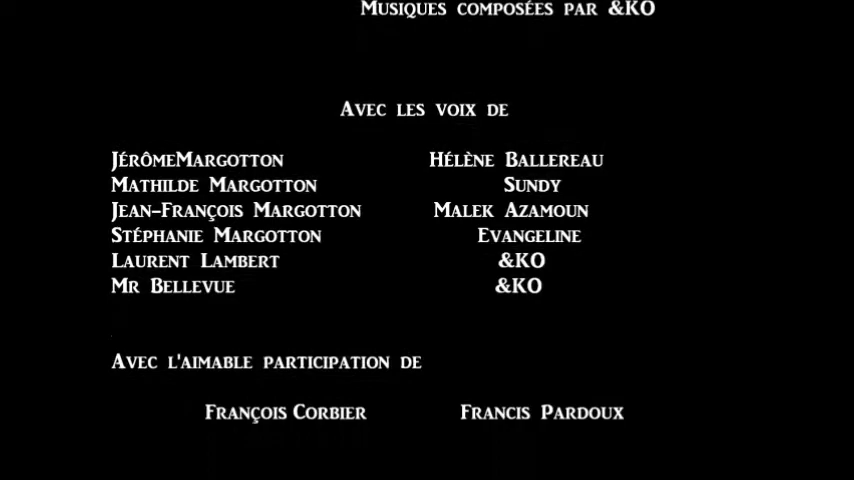 Musiques composées par &KO
Avec les voix de
JérômeMargotton Hélène Ballereau
Mathilde Margotton Sundy
Jean-François Margotton Malek Azamoun
Stéphanie Margotton Evangeline
Laurent Lambert &KO
Mr Bellevue &KO
Avec l'aimable participation de
François Corbier Francis Pardoux